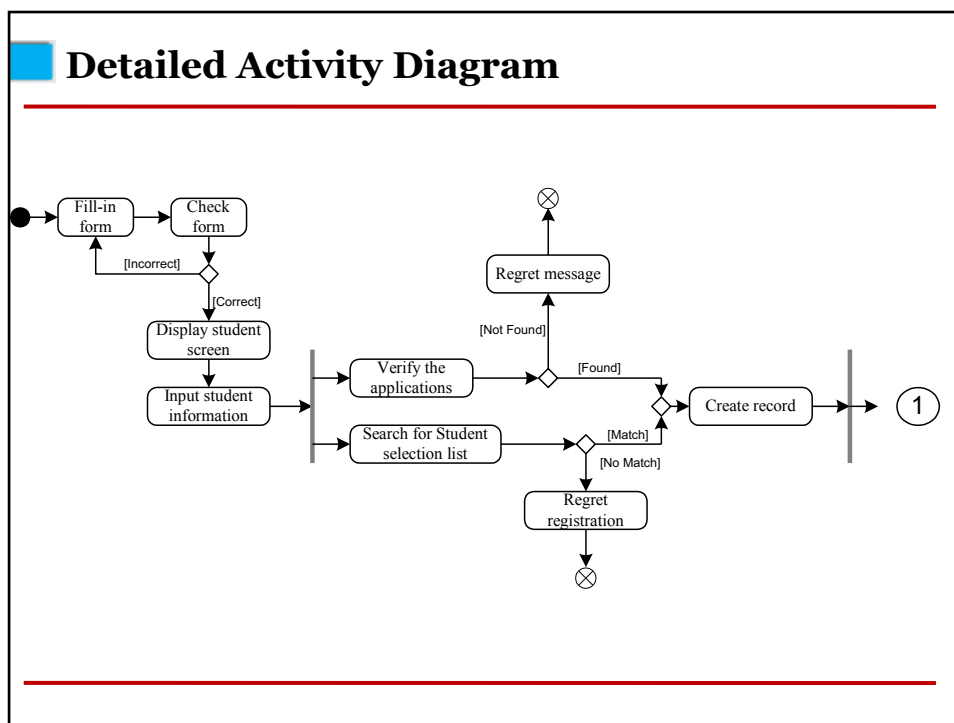 Detailed Activity Diagram
Fill-in
form
Check
form
[Incorrect]
[Correct]
Display student
screen
Input student
information
Regret message
[Not Found]
Verify the
applications
[Found]
Search for Student
selection list
[Match]
[No Match]
Regret
registration
Create record
1